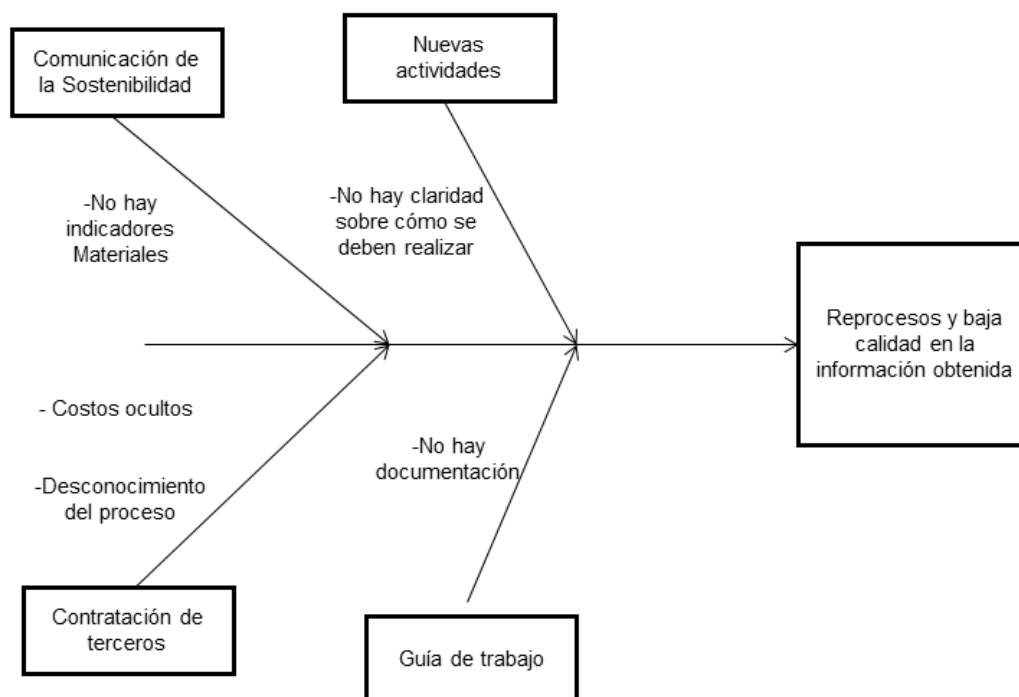 Comunicación de
la Sostenibilidad
Nuevas
actividades
-No hay
indicadores
Materiales
-No hay claridad
sobre cómo se
deben realizar
Reprocesos y baja
calidad en la
información obtenida
- Costos ocultos
-Desconocimiento
del proceso
-No hay
documentación
Contratación de
terceros
Guía de trabajo